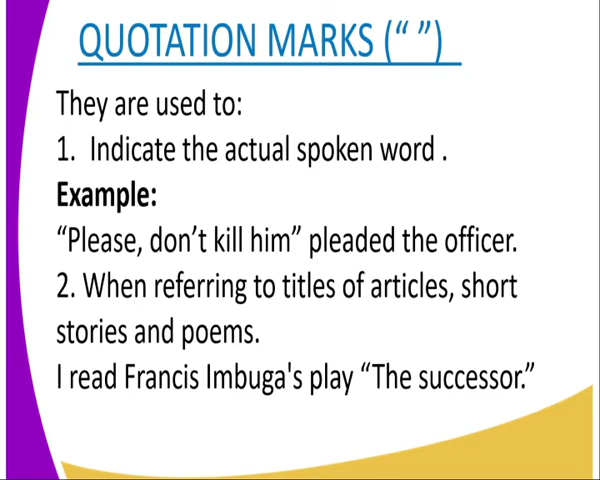 QUOTATION MARKS (“ ”)
They are used to:
1. Indicate the actual spoken word .
Example:
“Please, don’t kill him” pleaded the officer.
2. When referring to titles of articles, short
stories and poems.
I read Francis Imbuga's play “The successor.”